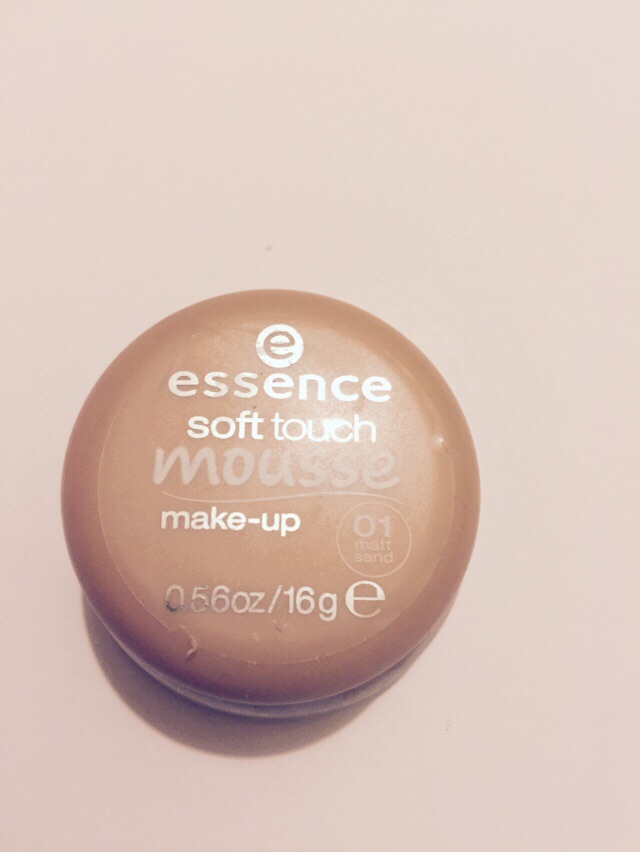 e
essence
soft touch
mousse
make-up
01
matt
sand
0.56oz/16g e